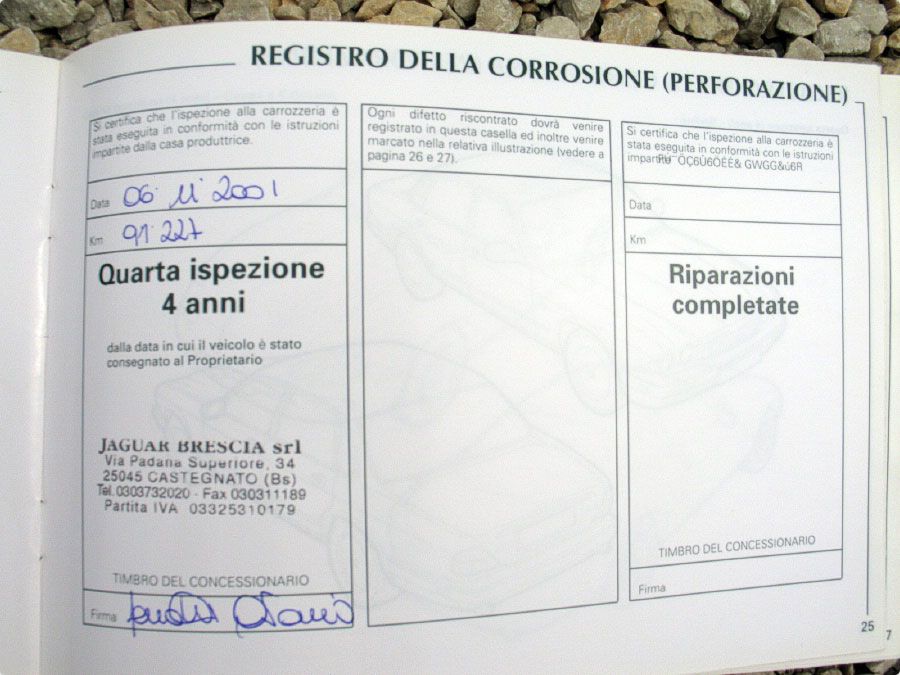 REGISTRO DELLA CORROSIONE (PERFORAZIONE)
Si certifica che l'ispezione alla carrozzeria è
stata eseguita in conformità con le istruzioni
impartite dalla casa produttrice.
Data 06 11 2001
Km 91.227
Quarta ispezione
4 anni
dalla data in cui il veicolo è stato
consegnato al Proprietario
JAGUAR BRESCIA srl
Via Padana Superiore, 34
25045 CASTEGNATO (Bs)
Tel. 0303732020 - Fax 030311189
Partita IVA 03325310179
TIMBRO DEL CONCESSIONARIO
Firma
Ogni difetto riscontrato dovrà venire
registrato in questa casella ed inoltre venire
marcato nella relativa illustrazione (vedere a
pagina 26 e 27).
Si certifica che l'ispezione alla carrozzeria è
stata eseguita in conformità con le istruzioni
Data
Km
Riparazioni
completate
TIMBRO DEL CONCESSIONARIO
Firma
25
7